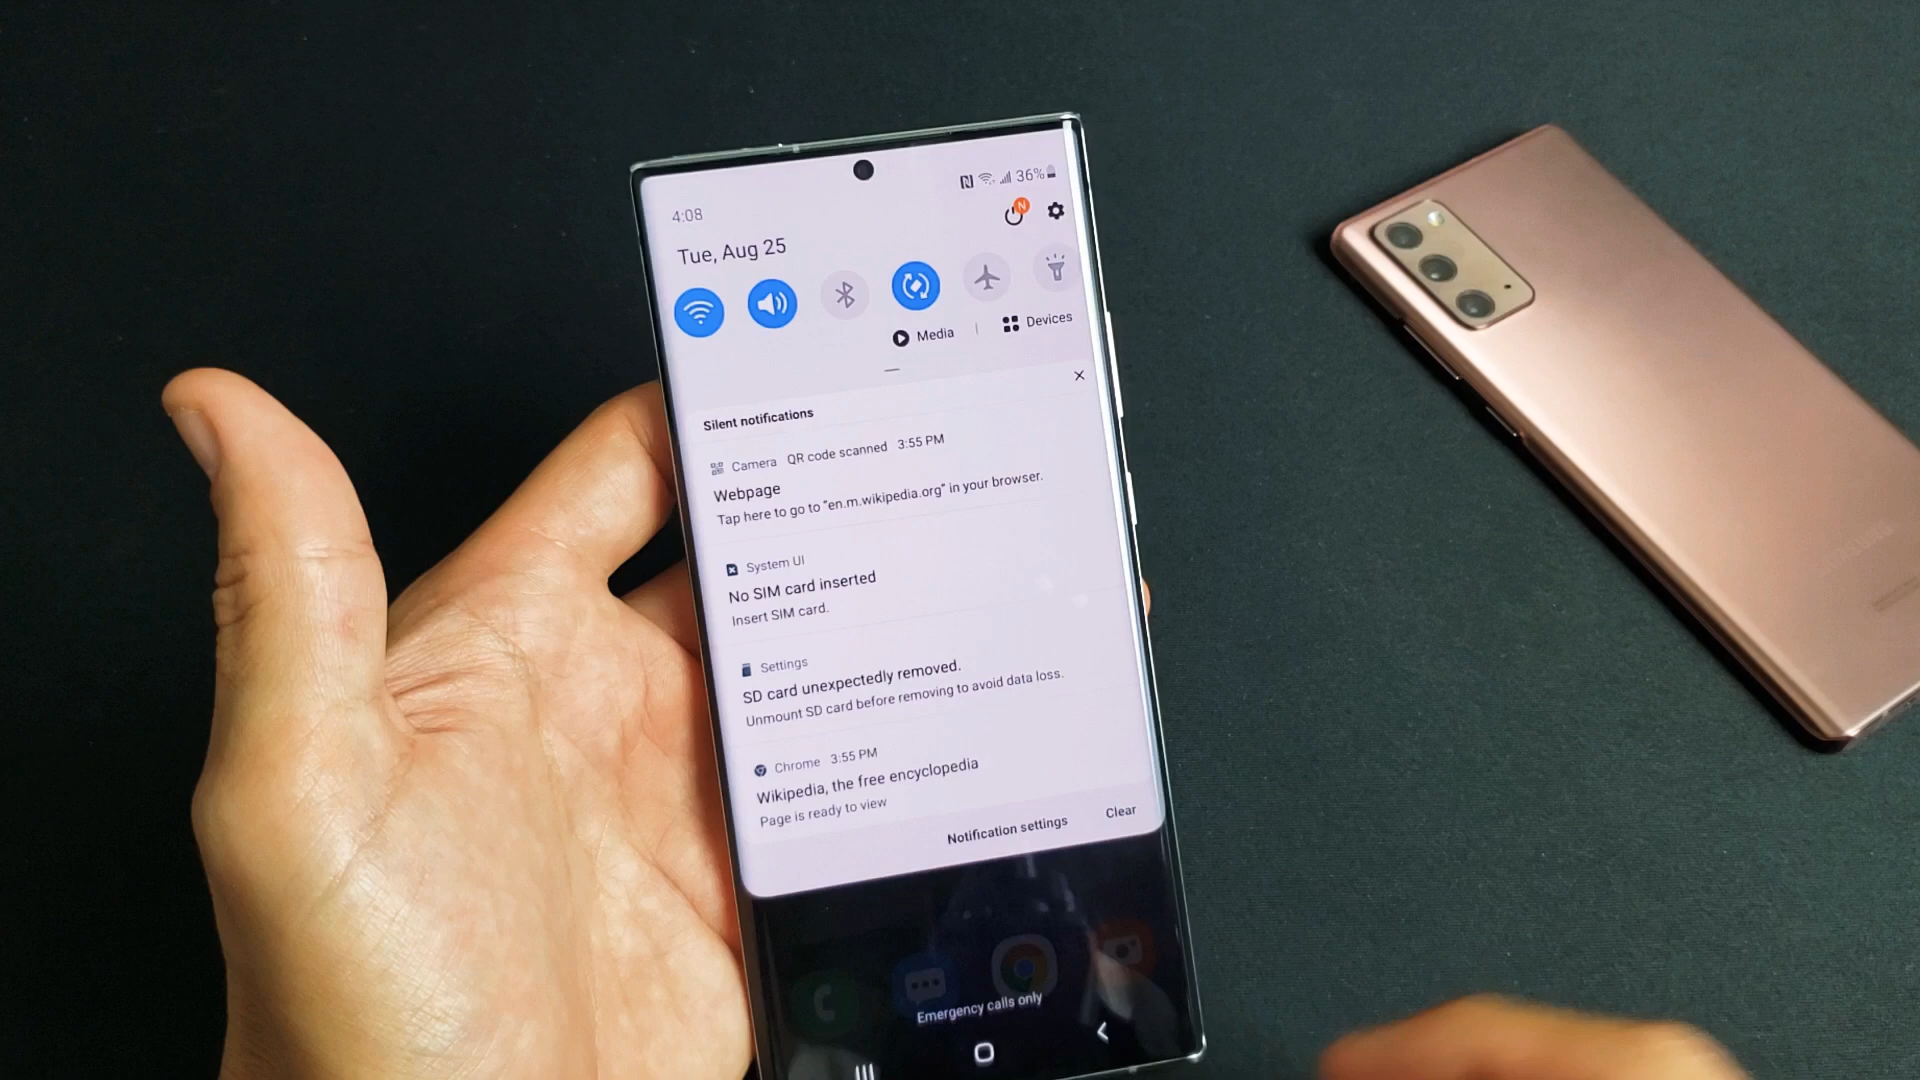 36%
4:08
N
Tue, Aug 25
Media | Devices
Silent notifications
Camera QR code scanned 3:55 PM
Webpage
Tap here to go to "en.m.wikipedia.org" in your browser.
System UI
No SIM card inserted
Insert SIM card.
Settings
SD card unexpectedly removed.
Unmount SD card before removing to avoid data loss.
Chrome 3:55 PM
Wikipedia, the free encyclopedia
Page is ready to view
Notification settings Clear
Emergency calls only
SAMSUNG